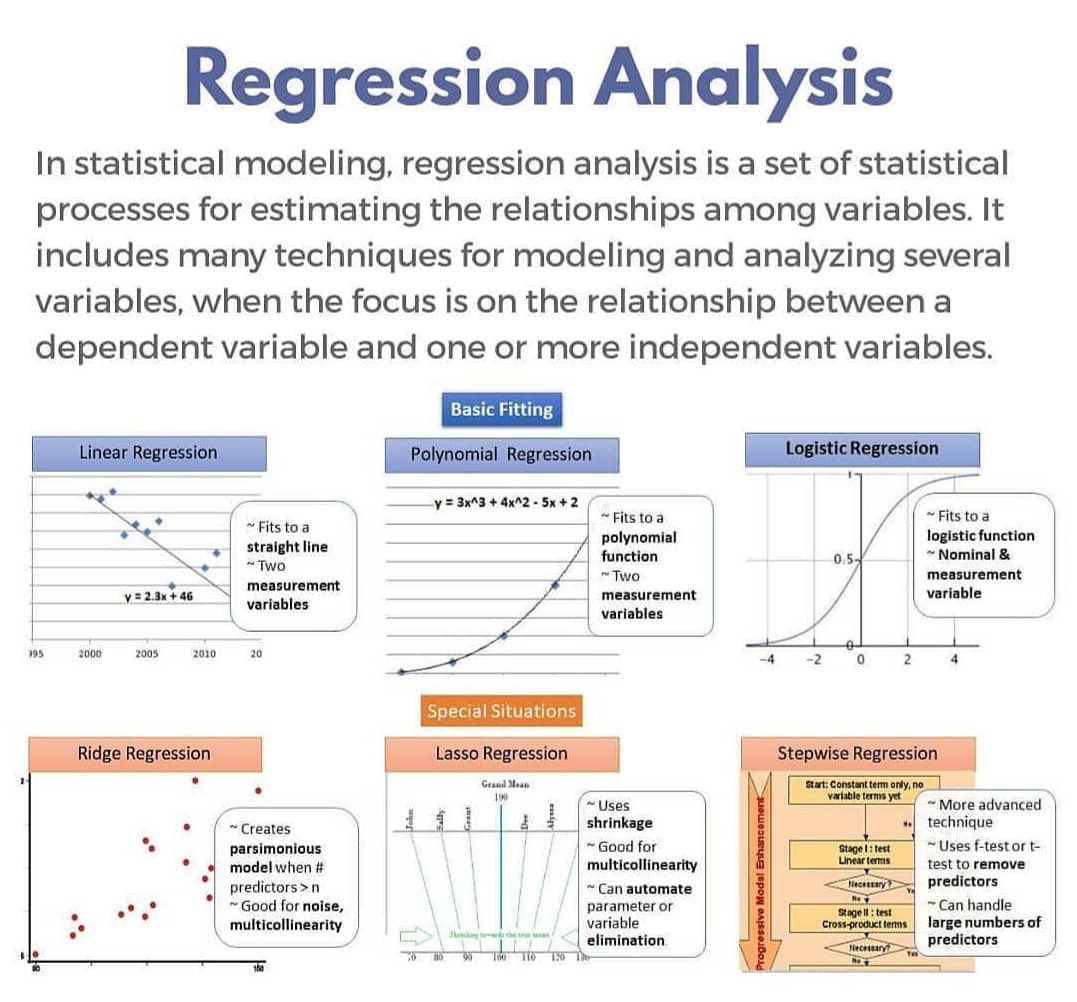 Regression Analysis
In statistical modeling, regression analysis is a set of statistical
processes for estimating the relationships among variables. It
includes many techniques for modeling and analyzing several
variables, when the focus is on the relationship between a
dependent variable and one or more independent variables.
Basic Fitting
Linear Regression
~ Fits to a
straight line
~ Two
measurement
variables
y = 2.3x + 46
995 2000 2005 2010 20
Polynomial Regression
y = 3x^3 + 4x^2 - 5x + 2
~ Fits to a
polynomial
function
~ Two
measurement
variables
Logistic Regression
1
0.5
0
~ Fits to a
logistic function
~ Nominal &
measurement
variable
-4 -2 0 2 4
Special Situations
Ridge Regression
~ Creates
parsimonious
model when #
predictors > n
~ Good for noise,
multicollinearity
Lasso Regression
Grand Mean
100
John Sally Grant Dee Alyssa
~ Uses
shrinkage
~ Good for
multicollinearity
~ Can automate
parameter or
variable
elimination.
Shrinking towards the true mean
70 80 90 100 110 120
Stepwise Regression
Progressive Model Enhancement
Start: Constant term only, no
variable terms yet
No
Stage I : test
Linear terms
Necessary?
Ye
No
Stage II : test
Cross-product terms
Necessary?
Yes
No
~ More advanced
technique
~ Uses f-test or t-
test to remove
predictors
~ Can handle
large numbers of
predictors